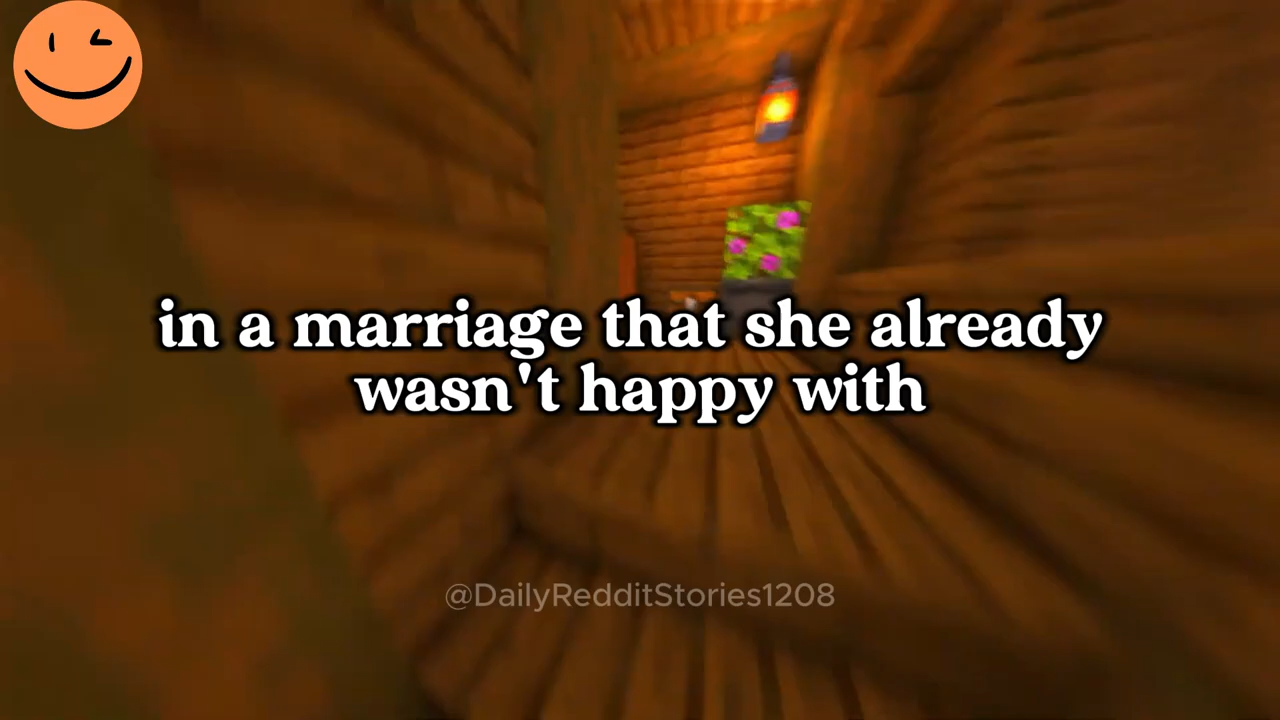 in a marriage that she already
wasn't happy with
@DailyRedditStories1208